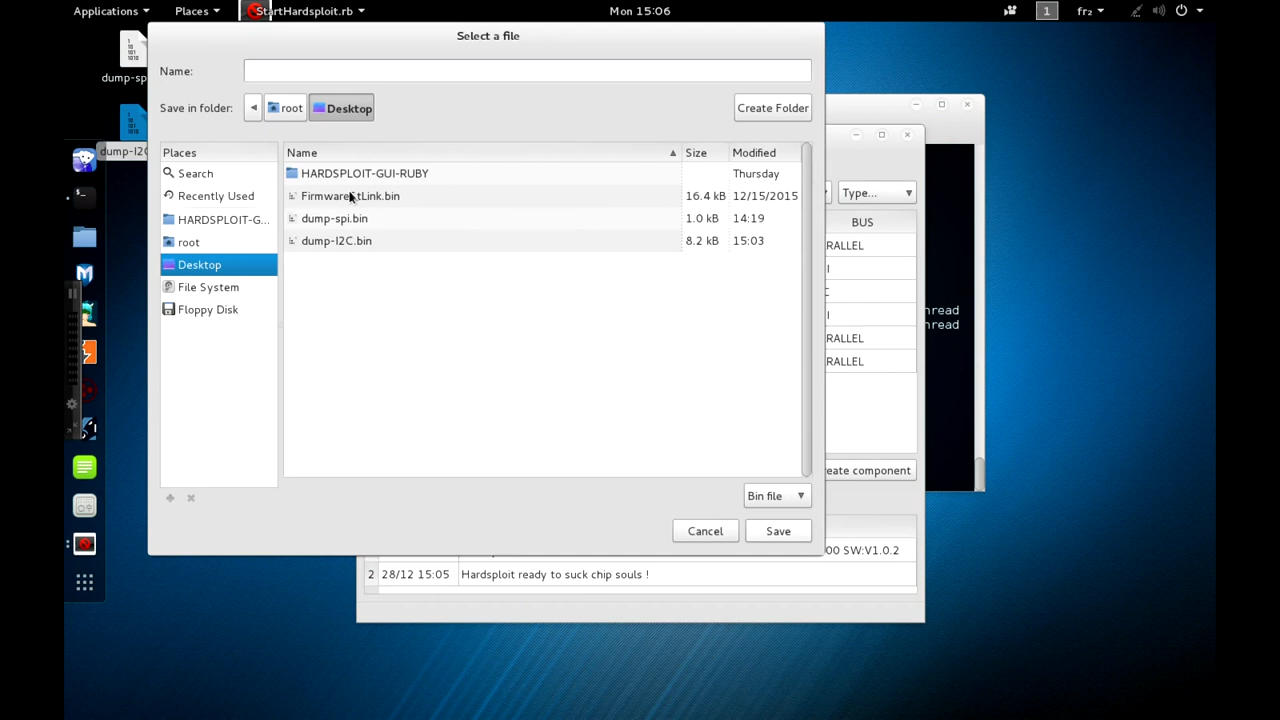 Applications
Places
StartHardsploit.rb
Mon 15:06
1
fr₂
Select a file
Name:
Save in folder:
root
Desktop
Create Folder
Places
Search
Recently Used
HARDSPLOIT-G...
root
Desktop
File System
Floppy Disk
Name Size Modified
HARDSPLOIT-GUI-RUBY Thursday
16.4 kB 12/15/2015
dump-spi.bin 1.0 kB 14:19
dump-I2C.bin 8.2 kB 15:03
Bin file
Cancel
Save
dump-sp
dump-I2C
Type...
BUS
RALLEL
I
C
I
RALLEL
RALLEL
hread
hread
reate component
00 SW:V1.0.2
2 28/12 15:05 Hardsploit ready to suck chip souls !